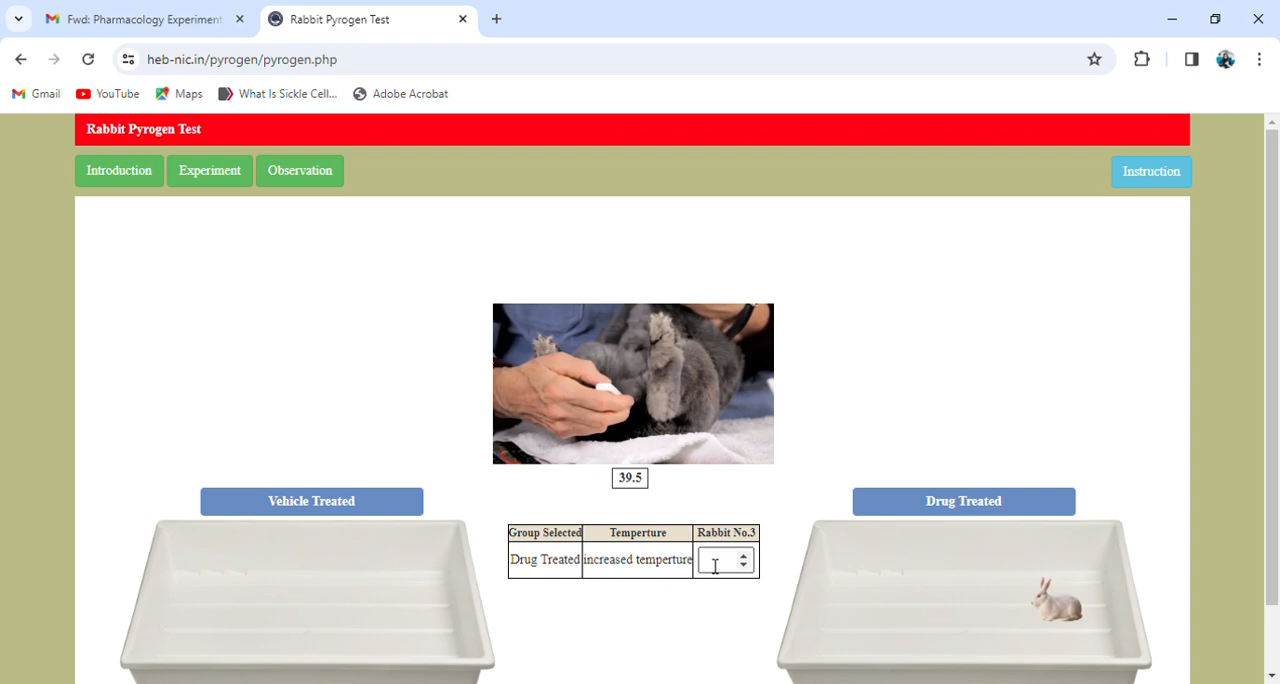 Fwd: Pharmacology Experiment
Rabbit Pyrogen Test
heb-nic.in/pyrogen/pyrogen.php
Gmail YouTube Maps What Is Sickle Cell... Adobe Acrobat
Rabbit Pyrogen Test
Introduction Experiment Observation Instruction
39.5
Vehicle Treated
Drug Treated
Group Selected Temperture Rabbit No.3
Drug Treated increased temperture